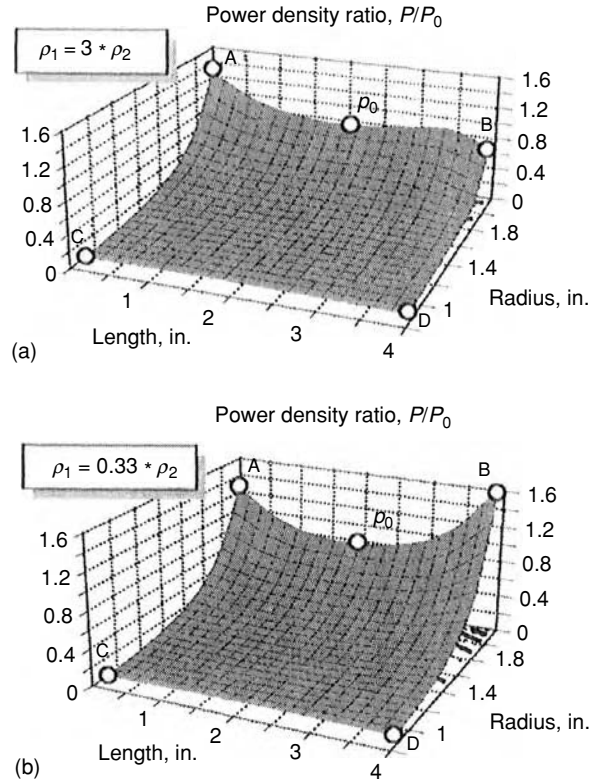 Power density ratio, P/P0
ρ1 = 3 * ρ2
A
p0
B
C
D
1.6
1.2
0.8
0.4
0
1.6
1.2
0.8
0.4
0
1.8
1.4
1
Radius, in.
1
2
3
4
Length, in.
(a)
Power density ratio, P/P0
ρ1 = 0.33 * ρ2
A
p0
B
C
D
1.6
1.2
0.8
0.4
0
1.6
1.2
0.8
0.4
0
1.8
1.4
1
Radius, in.
1
2
3
4
Length, in.
(b)